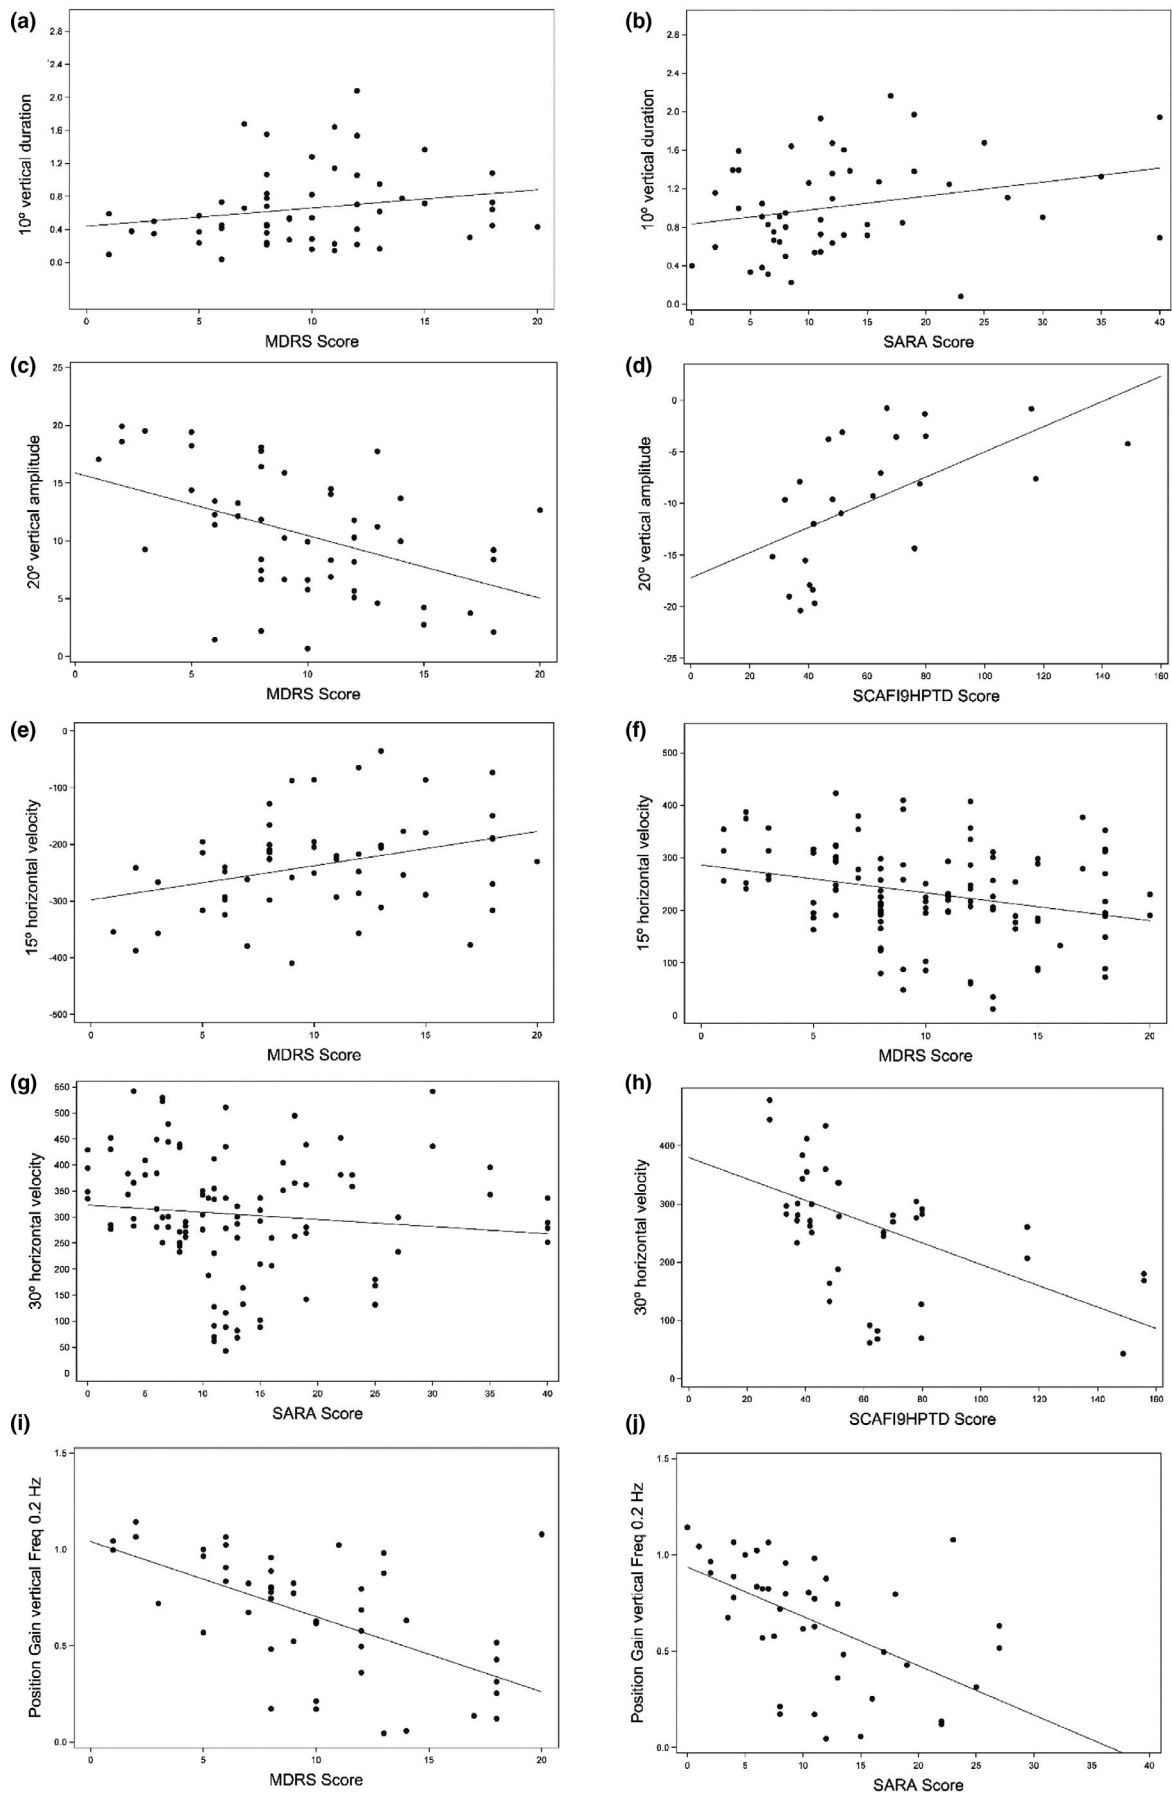 (a)
10º vertical duration
2.8
2.4
2.0
1.6
1.2
0.8
0.4
0.0
0 5 10 15 20
MDRS Score
(b)
10º vertical duration
2.8
2.4
2.0
1.6
1.2
0.8
0.4
0.0
0 5 10 15 20 25 30 35 40
SARA Score
(c)
20º vertical amplitude
25
20
15
10
5
0
0 5 10 15 20
MDRS Score
(d)
20º vertical amplitude
0
-5
-10
-15
-20
-25
0 20 40 60 80 100 120 140 160
SCAFI9HPTD Score
(e)
15º horizontal velocity
0
-100
-200
-300
-400
-500
0 5 10 15 20
MDRS Score
(f)
15º horizontal velocity
500
400
300
200
100
0
0 5 10 15 20
MDRS Score
(g)
30º horizontal velocity
550
500
450
400
350
300
250
200
150
100
50
0
0 5 10 15 20 25 30 35 40
SARA Score
(h)
30º horizontal velocity
400
300
200
100
0
0 20 40 60 80 100 120 140 160
SCAFI9HPTD Score
(i)
Position Gain vertical Freq 0.2 Hz
1.5
1.0
0.5
0.0
0 5 10 15 20
MDRS Score
(j)
Position Gain vertical Freq 0.2 Hz
1.5
1.0
0.5
0.0
0 5 10 15 20 25 30 35 40
SARA Score